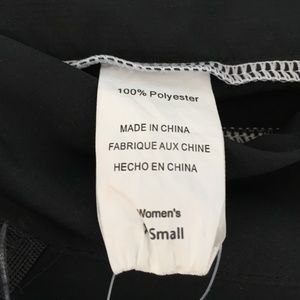 100% Polyester
MADE IN CHINA
FABRIQUE AUX CHINE
HECHO EN CHINA
Women's
Small